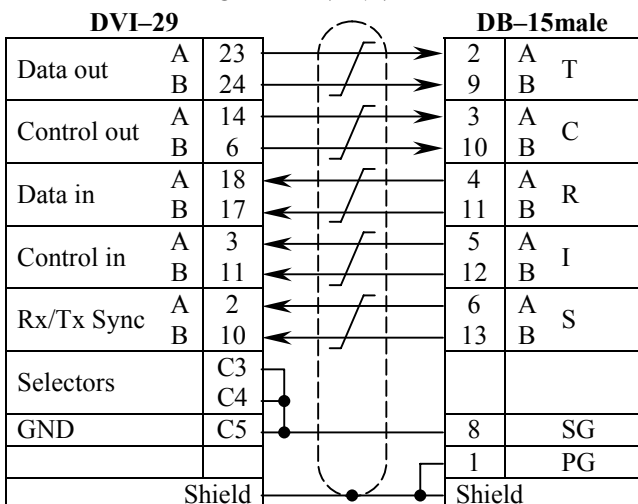 DVI–29 DB–15male
Data out A 23 2 A T
B 24 9 B
Control out A 14 3 A C
B 6 10 B
Data in A 18 4 A R
B 17 11 B
Control in A 3 5 A I
B 11 12 B
Rx/Tx Sync A 2 6 A S
B 10 13 B
Selectors C3
C4
GND C5 8 SG
1 PG
Shield Shield